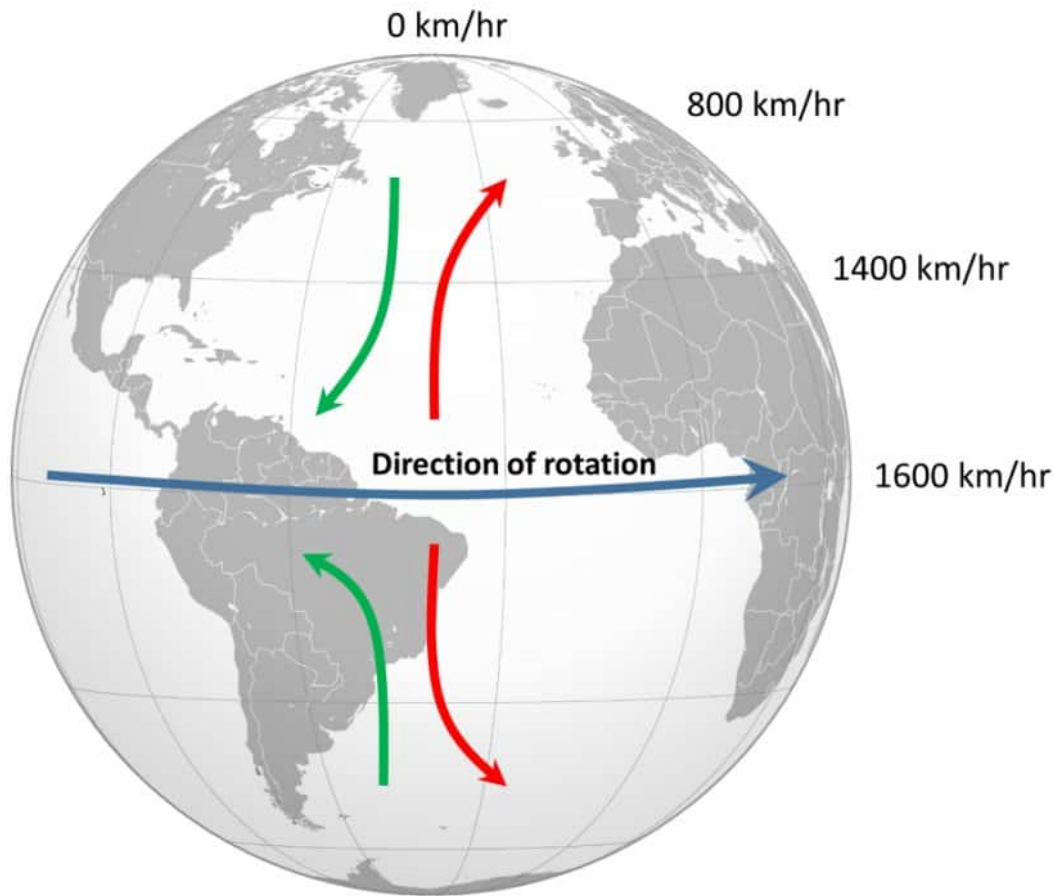 0 km/hr
800 km/hr
1400 km/hr
Direction of rotation
1600 km/hr